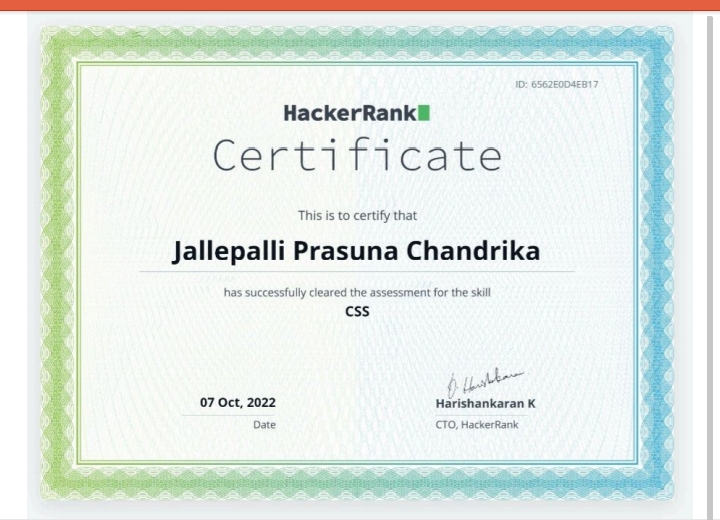 ID: 6562E0D4EB17
HackerRank
Certificate
This is to certify that
Jallepalli Prasuna Chandrika
has successfully cleared the assessment for the skill
CSS
07 Oct, 2022
Date
Harishankaran K
CTO, HackerRank